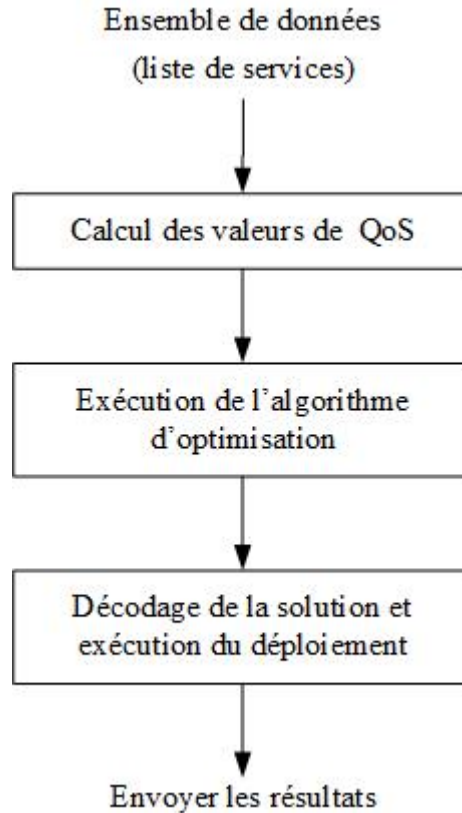 Ensemble de données
(liste de services)
Calcul des valeurs de QoS
Exécution de l'algorithme
d'optimisation
Décodage de la solution et
exécution du déploiement
Envoyer les résultats